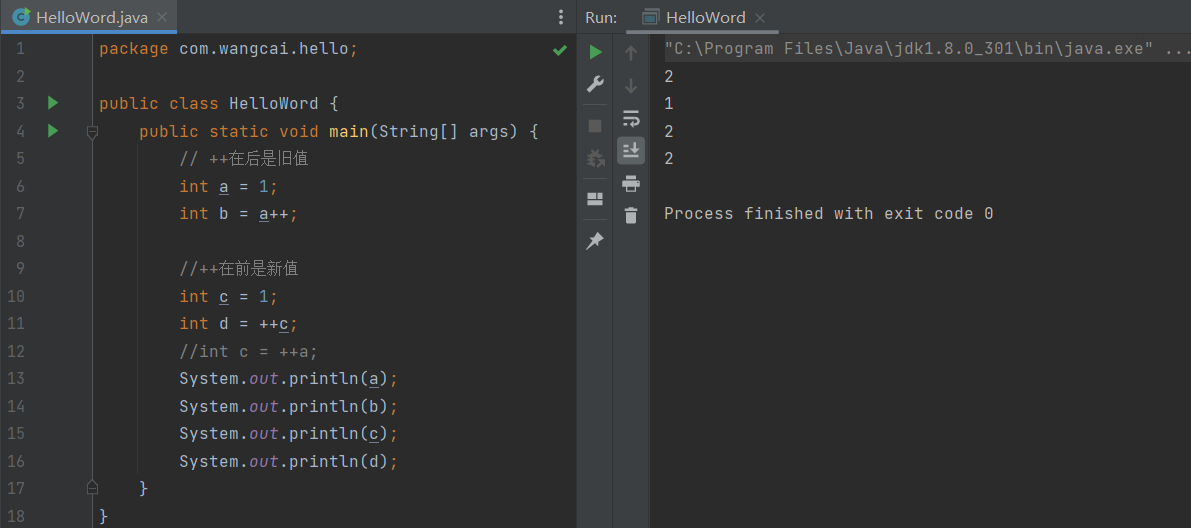 HelloWord.java
Run:
HelloWord
1 package com.wangcai.hello;
2
3 public class HelloWord {
4     public static void main(String[] args) {
5         // ++在后是旧值
6         int a = 1;
7         int b = a++;
8
9         //++在前是新值
10         int c = 1;
11         int d = ++c;
12         //int c = ++a;
13         System.out.println(a);
14         System.out.println(b);
15         System.out.println(c);
16         System.out.println(d);
17     }
18 }
"C:\Program Files\Java\jdk1.8.0_301\bin\java.exe" ...
2
1
2
2
Process finished with exit code 0